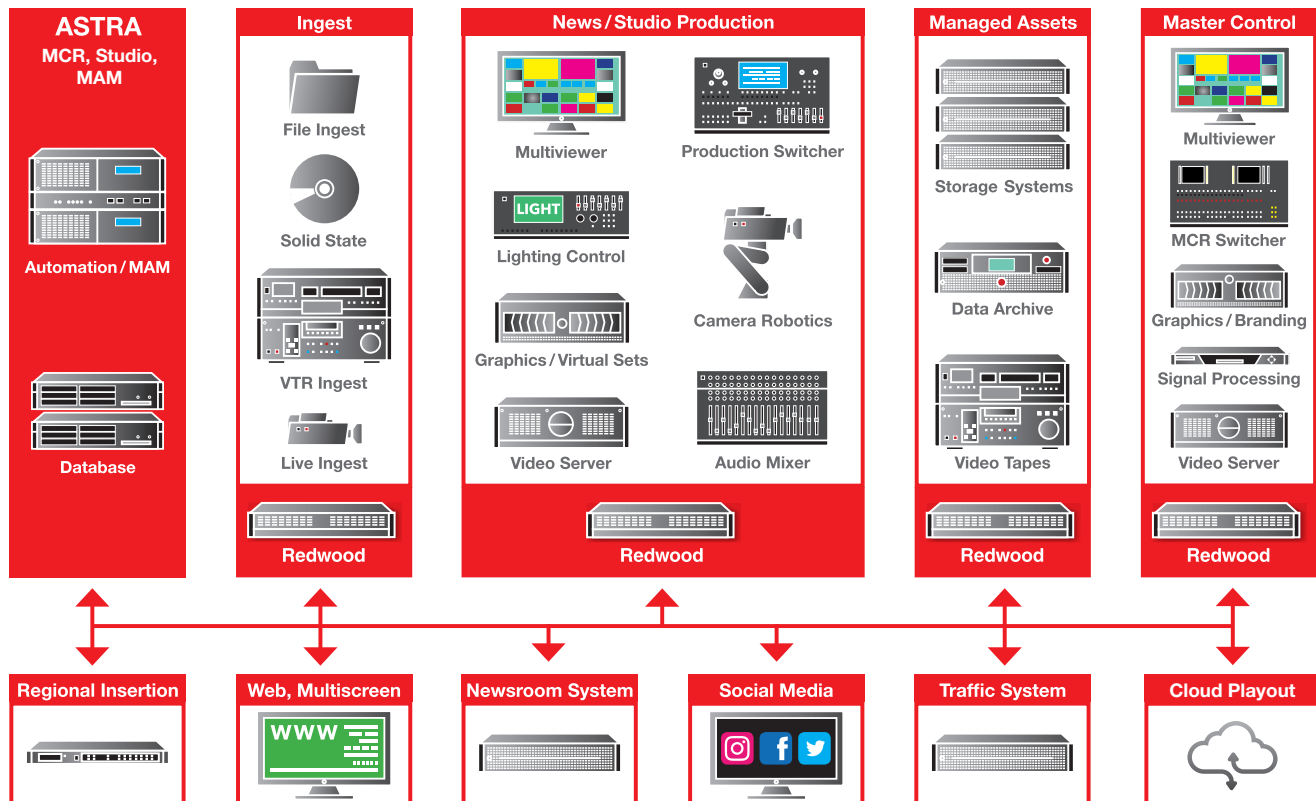 ASTRA
MCR, Studio,
MAM
Automation / MAM
Database
Ingest
File Ingest
Solid State
VTR Ingest
Live Ingest
Redwood
News / Studio Production
Multiviewer
Production Switcher
LIGHT
Lighting Control
Camera Robotics
Graphics / Virtual Sets
Video Server
Audio Mixer
Redwood
Managed Assets
Storage Systems
Data Archive
Video Tapes
Redwood
Master Control
Multiviewer
MCR Switcher
Graphics / Branding
Signal Processing
Video Server
Redwood
Regional Insertion
Web, Multiscreen
WWW
Newsroom System
Social Media
Traffic System
Cloud Playout